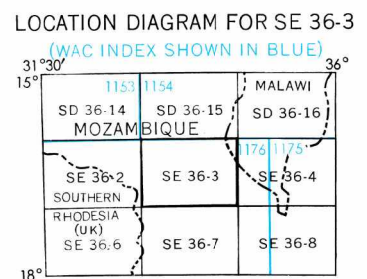 LOCATION DIAGRAM FOR SE 36-3
(WAC INDEX SHOWN IN BLUE)
31°30' 36°
15° 1153 1154 MALAWI
SD 36-14 SD 36-15 SD 36-16
MOZAMBIQUE
1176 1175
SE 36-2 SE 36-3 SE 36-4
SOUTHERN
RHODESIA
(UK)
SE 36-6 SE 36-7 SE 36-8
18°